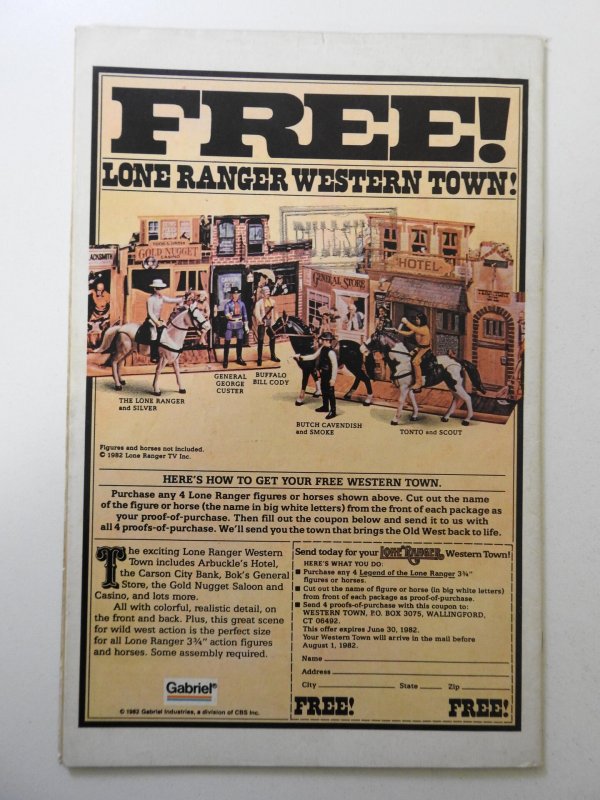 FREE!
LONE RANGER WESTERN TOWN!
GOLD NUGGET
HOTEL
GENERAL STORE
THE LONE RANGER
and SILVER
GENERAL
GEORGE
CUSTER
BUFFALO
BILL CODY
BUTCH CAVENDISH
and SMOKE
TONTO and SCOUT
Figures and horses not included.
© 1982 Lone Ranger TV Inc.
HERE'S HOW TO GET YOUR FREE WESTERN TOWN.
Purchase any 4 Lone Ranger figures or horses shown above. Cut out the name
of the figure or horse (the name in big white letters) from the front of each package as
your proof-of-purchase. Then fill out the coupon below and send it to us with
all 4 proofs-of-purchase. We'll send you the town that brings the Old West back to life.
The exciting Lone Ranger Western
Town includes Arbuckle's Hotel,
the Carson City Bank, Bok's General
Store, the Gold Nugget Saloon and
Casino, and lots more.
All with colorful, realistic detail, on
the front and back. Plus, this great scene
for wild west action is the perfect size
for all Lone Ranger 3¾" action figures
and horses. Some assembly required.
Gabriel®
© 1982 Gabriel Industries, a division of CBS Inc.
Send today for your LONE RANGER Western Town!
HERE'S WHAT YOU DO:
■ Purchase any 4 Legend of the Lone Ranger 3¾"
figures or horses.
■ Cut out name of figure or horse (in big white letters)
from front of each package as proof-of-purchase.
■ Send 4 proofs-of-purchase with this coupon to:
WESTERN TOWN, P.O. BOX 3075, WALLINGFORD,
CT 06492.
This offer expires June 30, 1982.
Your Western Town will arrive in the mail before
August 1, 1982.
Name
Address
City State Zip
FREE! FREE!